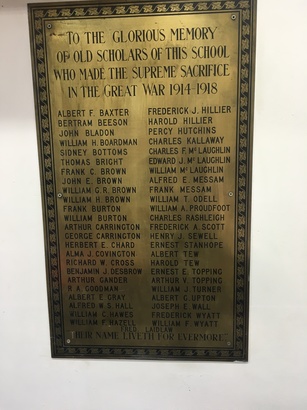 TO THE GLORIOUS MEMORY
OF OLD SCHOLARS OF THIS SCHOOL
WHO MADE THE SUPREME SACRIFICE
IN THE GREAT WAR 1914-1918
ALBERT F. BAXTER
BERTRAM BEESON
JOHN BLADON
WILLIAM H. BOARDMAN
SIDNEY BOTTOMS
THOMAS BRIGHT
FRANK C. BROWN
JOHN E. BROWN
WILLIAM G.R. BROWN
WILLIAM H. BROWN
FRANK BURTON
WILLIAM BURTON
ARTHUR CARRINGTON
GEORGE CARRINGTON
HERBERT E. CHARD
ALMA J. COVINGTON
RICHARD W. CROSS
BENJAMIN J. DESBROW
ARTHUR GANDER
R.A. GOODMAN
ALBERT E. GRAY
ALFRED W.S. HALL
WILLIAM C. HAWES
WILLIAM F. HAZELL
FREDERICK J. HILLIER
HAROLD HILLIER
PERCY HUTCHINS
CHARLES KALLAWAY
CHARLES F. McLAUGHLIN
EDWARD J. McLAUGHLIN
WILLIAM McLAUGHLIN
ALFRED E. MESSAM
FRANK MESSAM
WILLIAM T. ODELL
WILLIAM A. PROUDFOOT
CHARLES RASHLEIGH
FREDERICK A. SCOTT
HENRY J. SEWELL
ERNEST STANHOPE
ALBERT TEW
HAROLD TEW
ERNEST E. TOPPING
ARTHUR V. TOPPING
WILLIAM J. TURNER
ALBERT C. UPTON
JOSEPH E. WALL
FREDERICK WYATT
WILLIAM F. WYATT
FRED. LAIDLAW
THEIR NAME LIVETH FOR EVERMORE